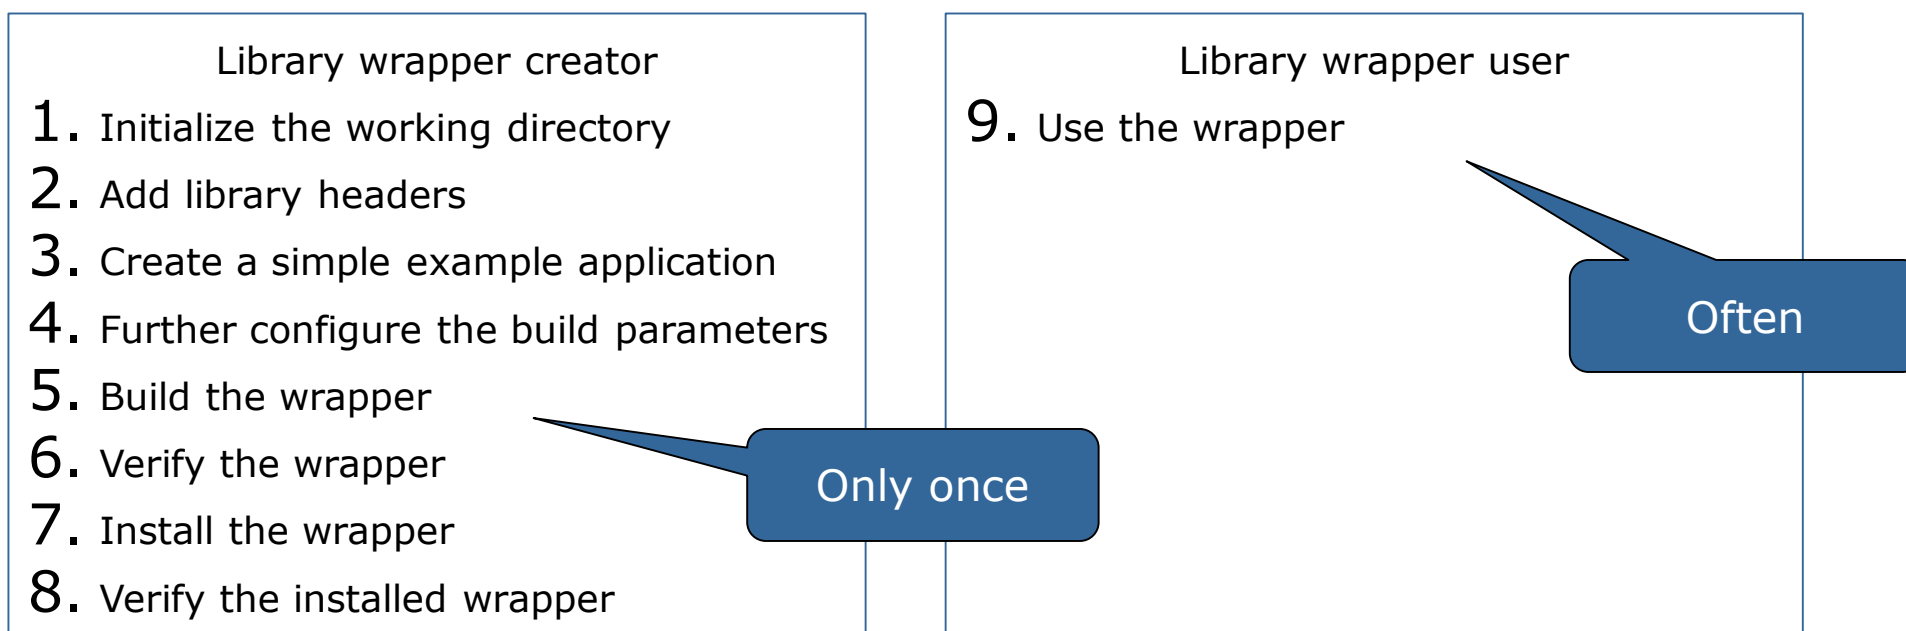 Library wrapper creator
1. Initialize the working directory
2. Add library headers
3. Create a simple example application
4. Further configure the build parameters
5. Build the wrapper
6. Verify the wrapper
7. Install the wrapper
8. Verify the installed wrapper
Only once
Library wrapper user
9. Use the wrapper
Often